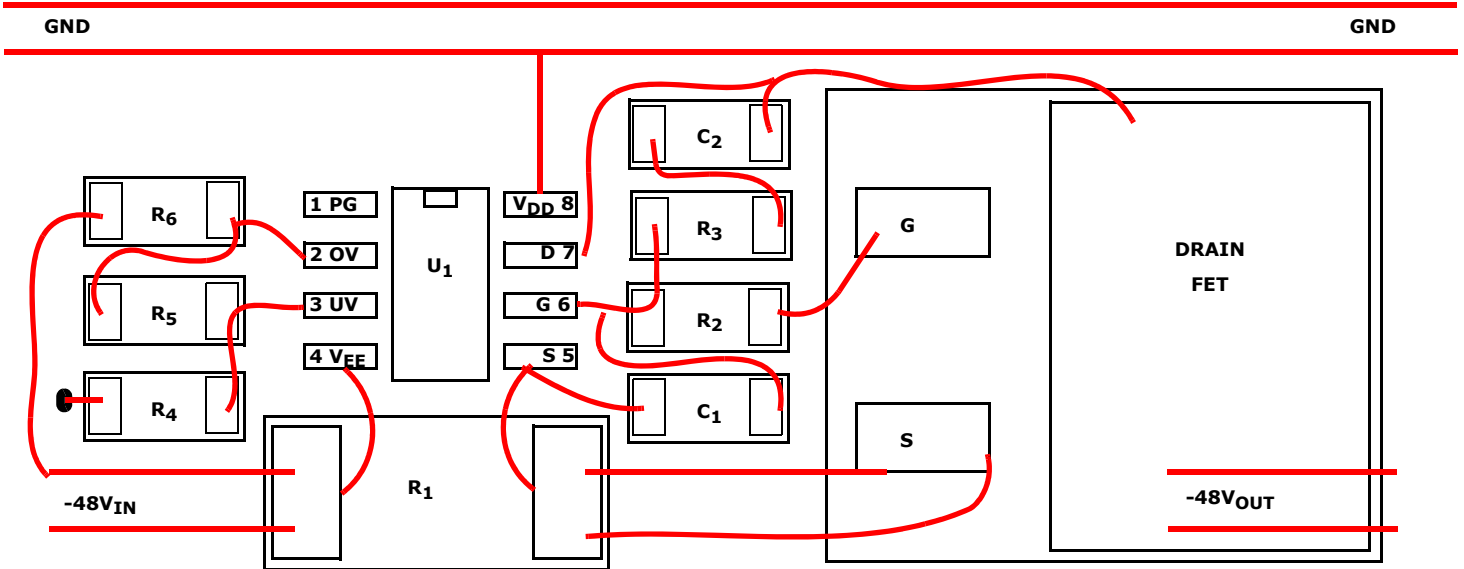 GND GND
C2
1 PG VDD 8
R6
R3 G
2 OV U1 D 7 DRAIN
FET
3 UV G 6
R5 R2
4 VEE S 5
R4 C1
S
R1
-48VIN -48VOUT